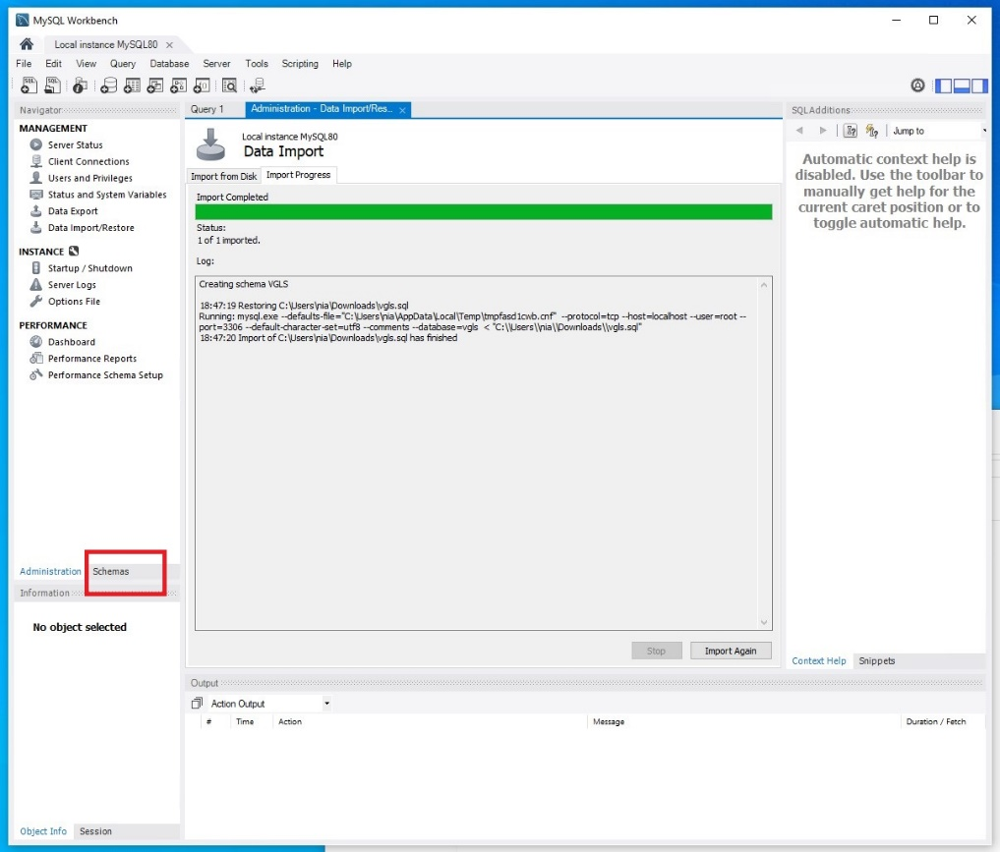 MySQL Workbench
Local instance MySQL80
File Edit View Query Database Server Tools Scripting Help
Navigator
MANAGEMENT
Server Status
Client Connections
Users and Privileges
Status and System Variables
Data Export
Data Import/Restore
INSTANCE
Startup / Shutdown
Server Logs
Options File
PERFORMANCE
Dashboard
Performance Reports
Performance Schema Setup
Administration Schemas
Information
No object selected
Object Info Session
Query 1 Administration - Data Import/Res...
Local instance MySQL80
Data Import
Import from Disk Import Progress
Import Completed
Status:
1 of 1 imported.
Log:
Creating schema VGLS
18:47:19 Restoring C:\Users\nia\Downloads\vgls.sql
Running: mysql.exe --defaults-file="C:\Users\nia\AppData\Local\Temp\tmpfasd1cwb.cnf" --protocol=tcp --host=localhost --user=root --
port=3306 --default-character-set=utf8 --comments --database=vgls < "C:\\Users\\nia\\Downloads\\vgls.sql"
18:47:20 Import of C:\Users\nia\Downloads\vgls.sql has finished
Stop Import Again
SQLAdditions
Jump to
Automatic context help is
disabled. Use the toolbar to
manually get help for the
current caret position or to
toggle automatic help.
Context Help Snippets
Output
Action Output
# Time Action Message Duration / Fetch